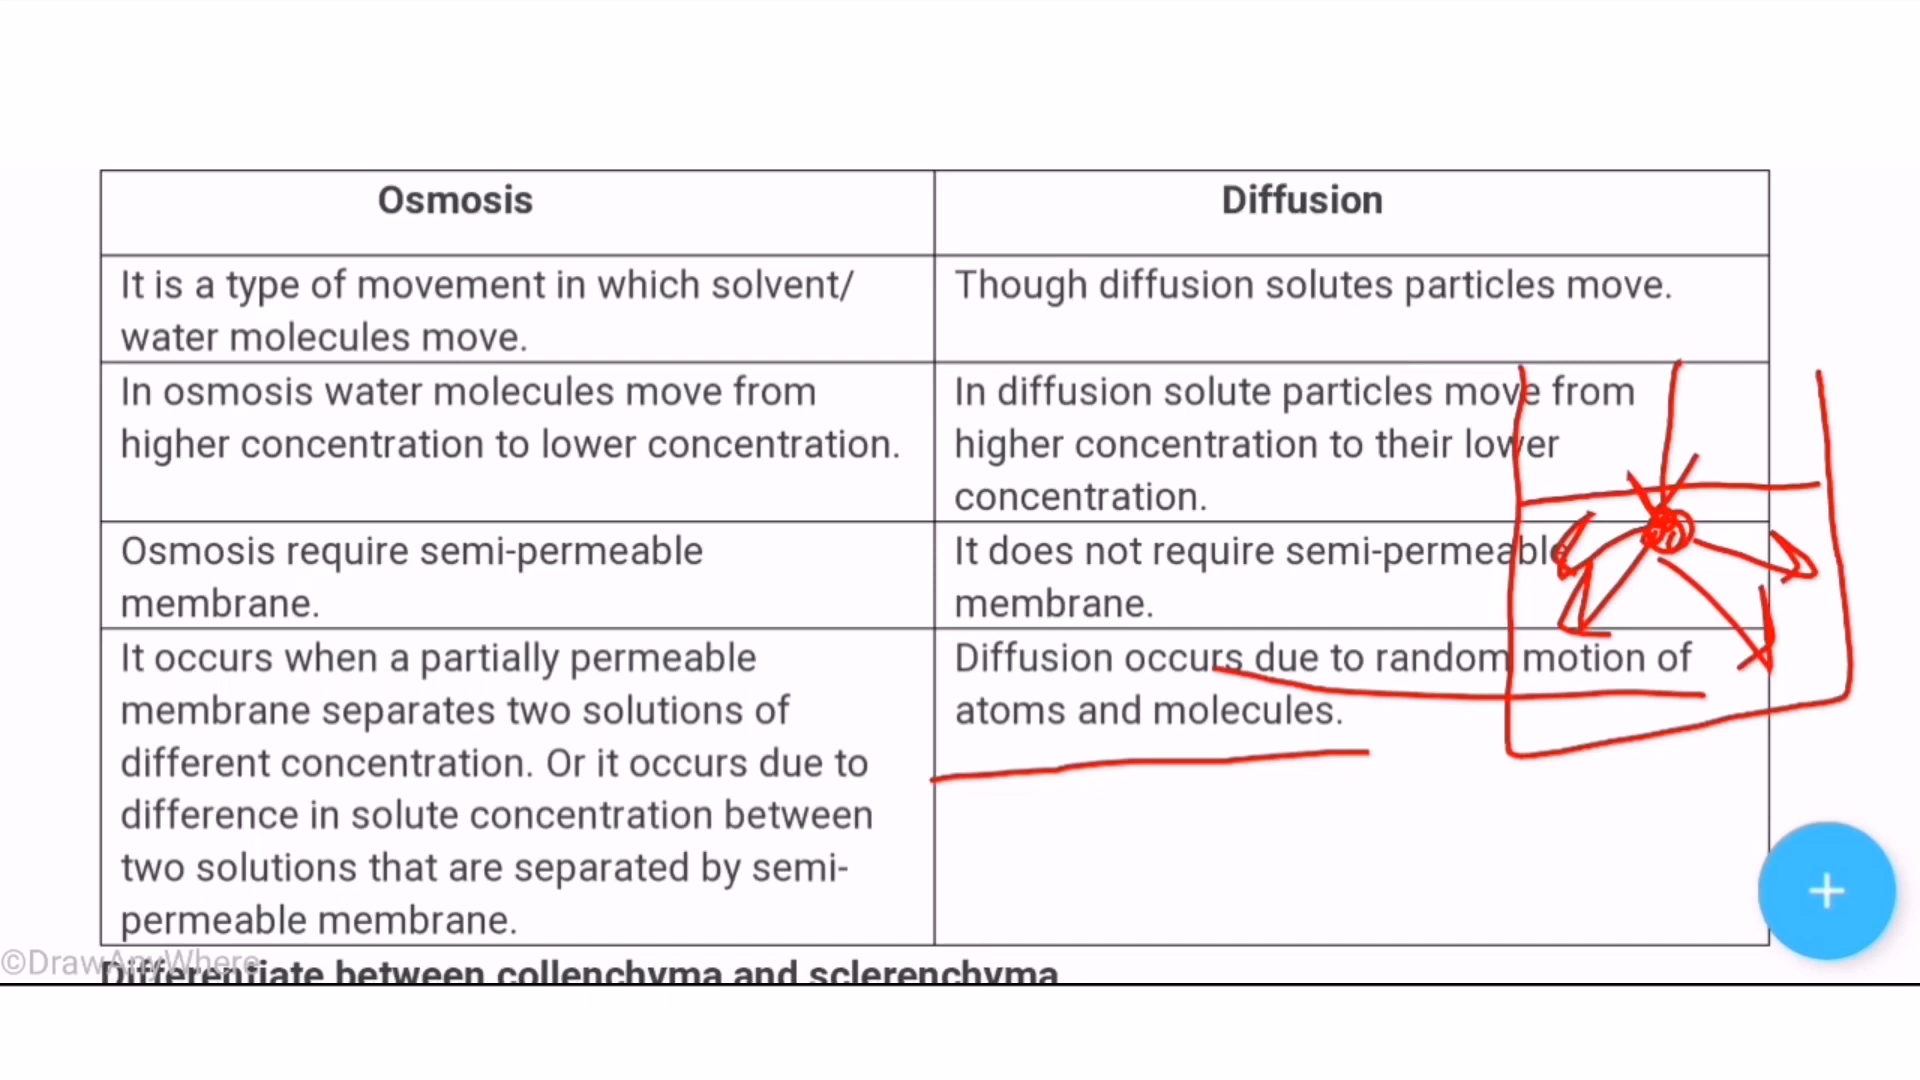 Osmosis
Diffusion
It is a type of movement in which solvent/
water molecules move.
Though diffusion solutes particles move.
In osmosis water molecules move from
higher concentration to lower concentration.
In diffusion solute particles move from
higher concentration to their lower
concentration.
Osmosis require semi-permeable
membrane.
It does not require semi-permeable
membrane.
It occurs when a partially permeable
membrane separates two solutions of
different concentration. Or it occurs due to
difference in solute concentration between
two solutions that are separated by semi-
permeable membrane.
Diffusion occurs due to random motion of
atoms and molecules.
+
©DrawAnyWhere
Differentiate between collenchyma and sclerenchyma